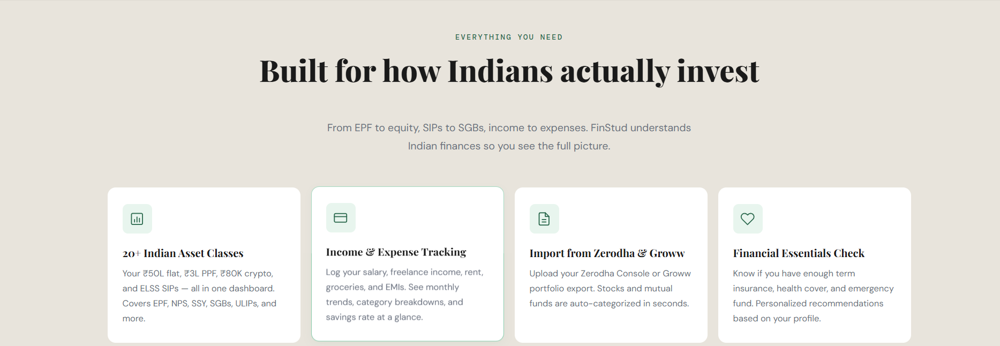 EVERYTHING YOU NEED
Built for how Indians actually invest
From EPF to equity, SIPs to SGBs, income to expenses. FinStud understands
Indian finances so you see the full picture.
20+ Indian Asset Classes
Your ₹50L flat, ₹3L PPF, ₹80K crypto,
and ELSS SIPs — all in one dashboard.
Covers EPF, NPS, SSY, SGBs, ULIPs, and
more.
Income & Expense Tracking
Log your salary, freelance income, rent,
groceries, and EMIs. See monthly
trends, category breakdowns, and
savings rate at a glance.
Import from Zerodha & Groww
Upload your Zerodha Console or Groww
portfolio export. Stocks and mutual
funds are auto-categorized in seconds.
Financial Essentials Check
Know if you have enough term
insurance, health cover, and emergency
fund. Personalized recommendations
based on your profile.